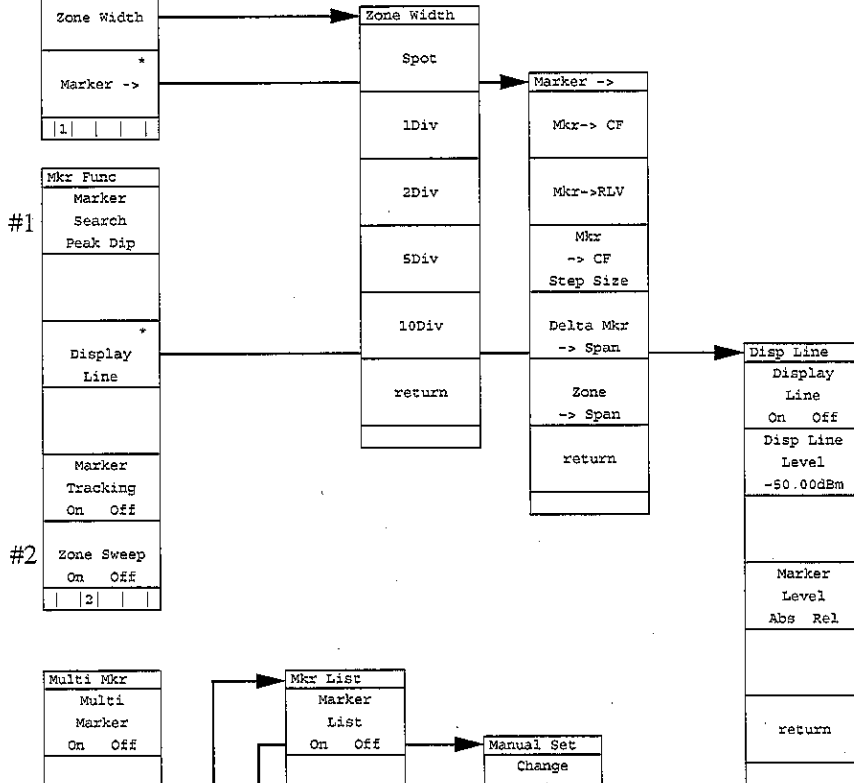 Zone Width
*
Marker ->
|1| | | |
Zone Width
Spot
1Div
2Div
5Div
10Div
return
Marker ->
Mkr-> CF
Mkr->RLV
Mkr
-> CF
Step Size
Delta Mkr
-> Span
Zone
-> Span
return
#1
Mkr Func
Marker
Search
Peak Dip
*
Display
Line
Marker
Tracking
On Off
#2
Zone Sweep
On Off
| |2| | |
Disp Line
Display
Line
On Off
Disp Line
Level
-50.00dBm
Marker
Level
Abs Rel
return
Multi Mkr
Multi
Marker
On Off
Mkr List
Marker
List
On Off
Manual Set
Change